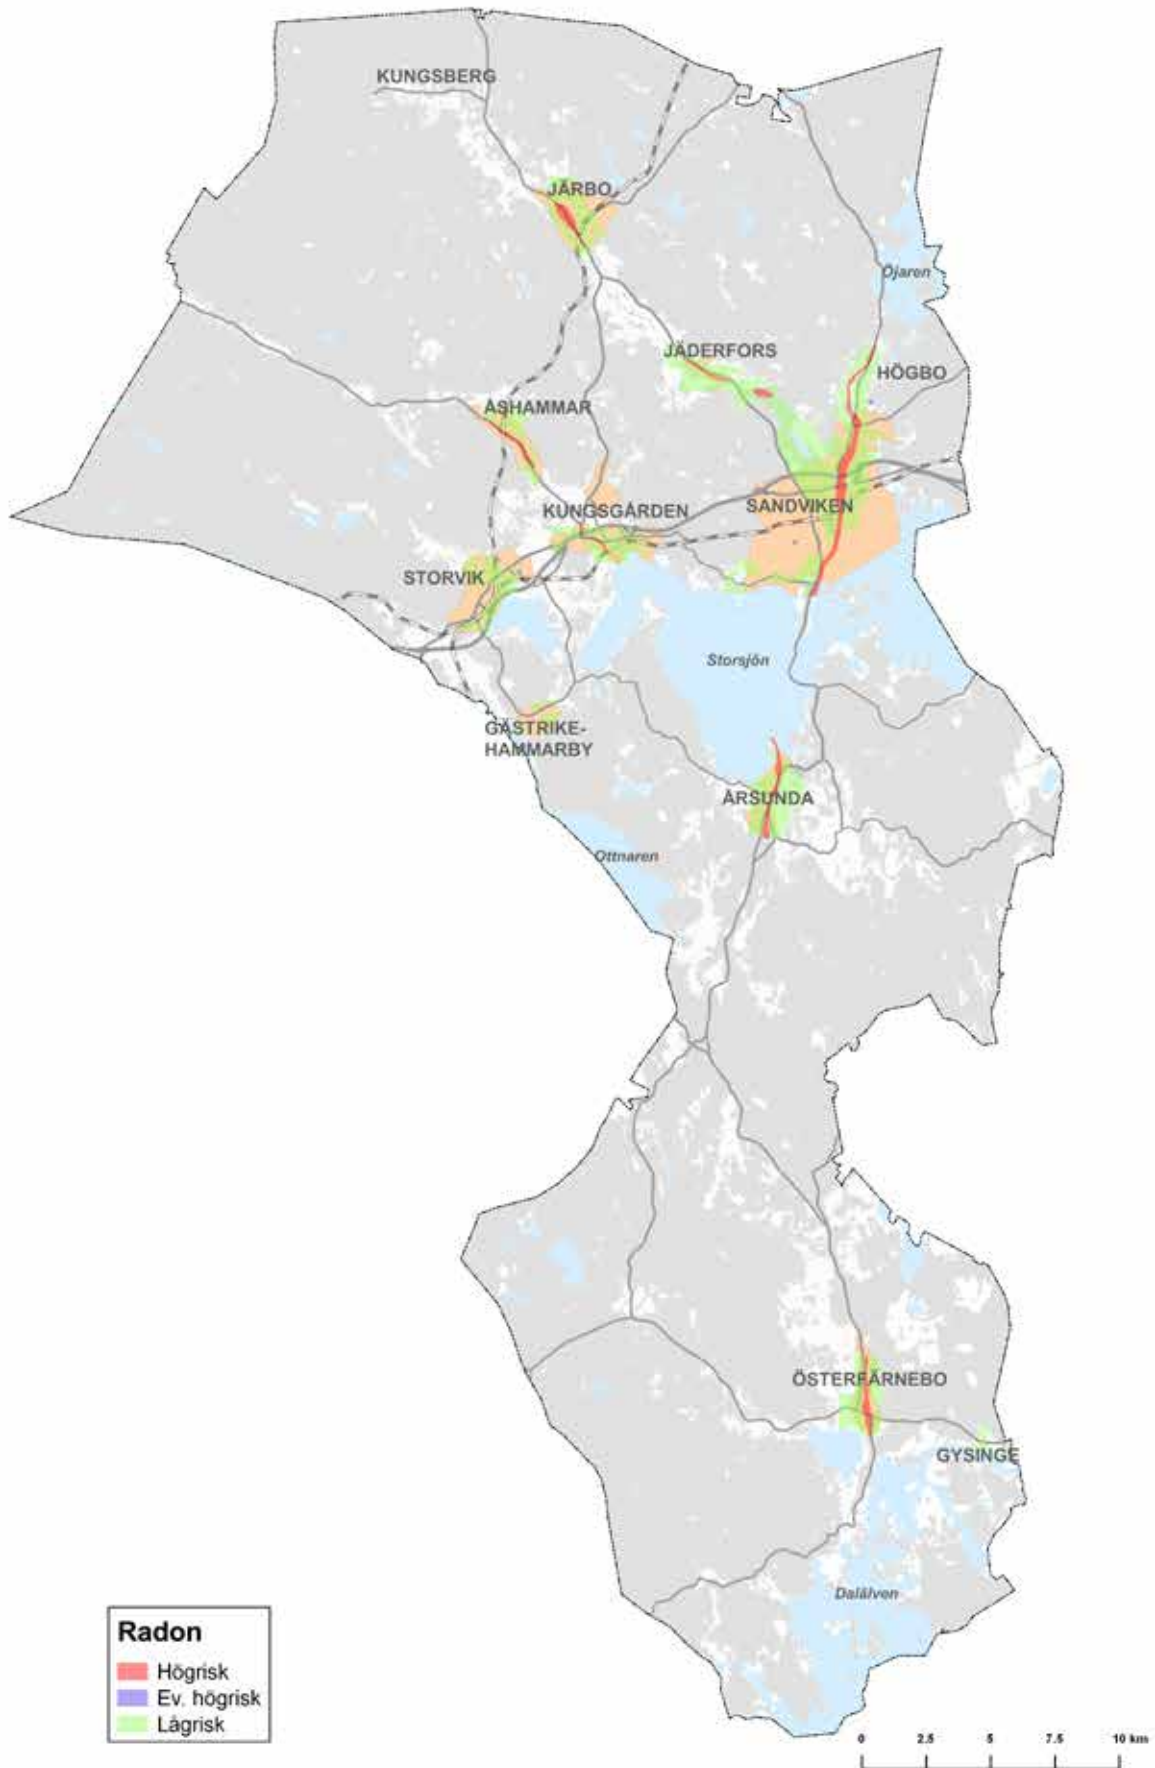 KUNGSBERG
JÄRBO
Öjaren
JÄDERFORS
HÖGBO
ÅSHAMMAR
KUNGSGÅRDEN
SANDVIKEN
STORVIK
Storsjön
GÄSTRIKE-
HAMMARBY
ÅRSUNDA
Ottnaren
ÖSTERFÄRNEBO
GYSINGE
Dalälven
Radon
Högrisk
Ev. högrisk
Lågrisk
0 2.5 5 7.5 10 km